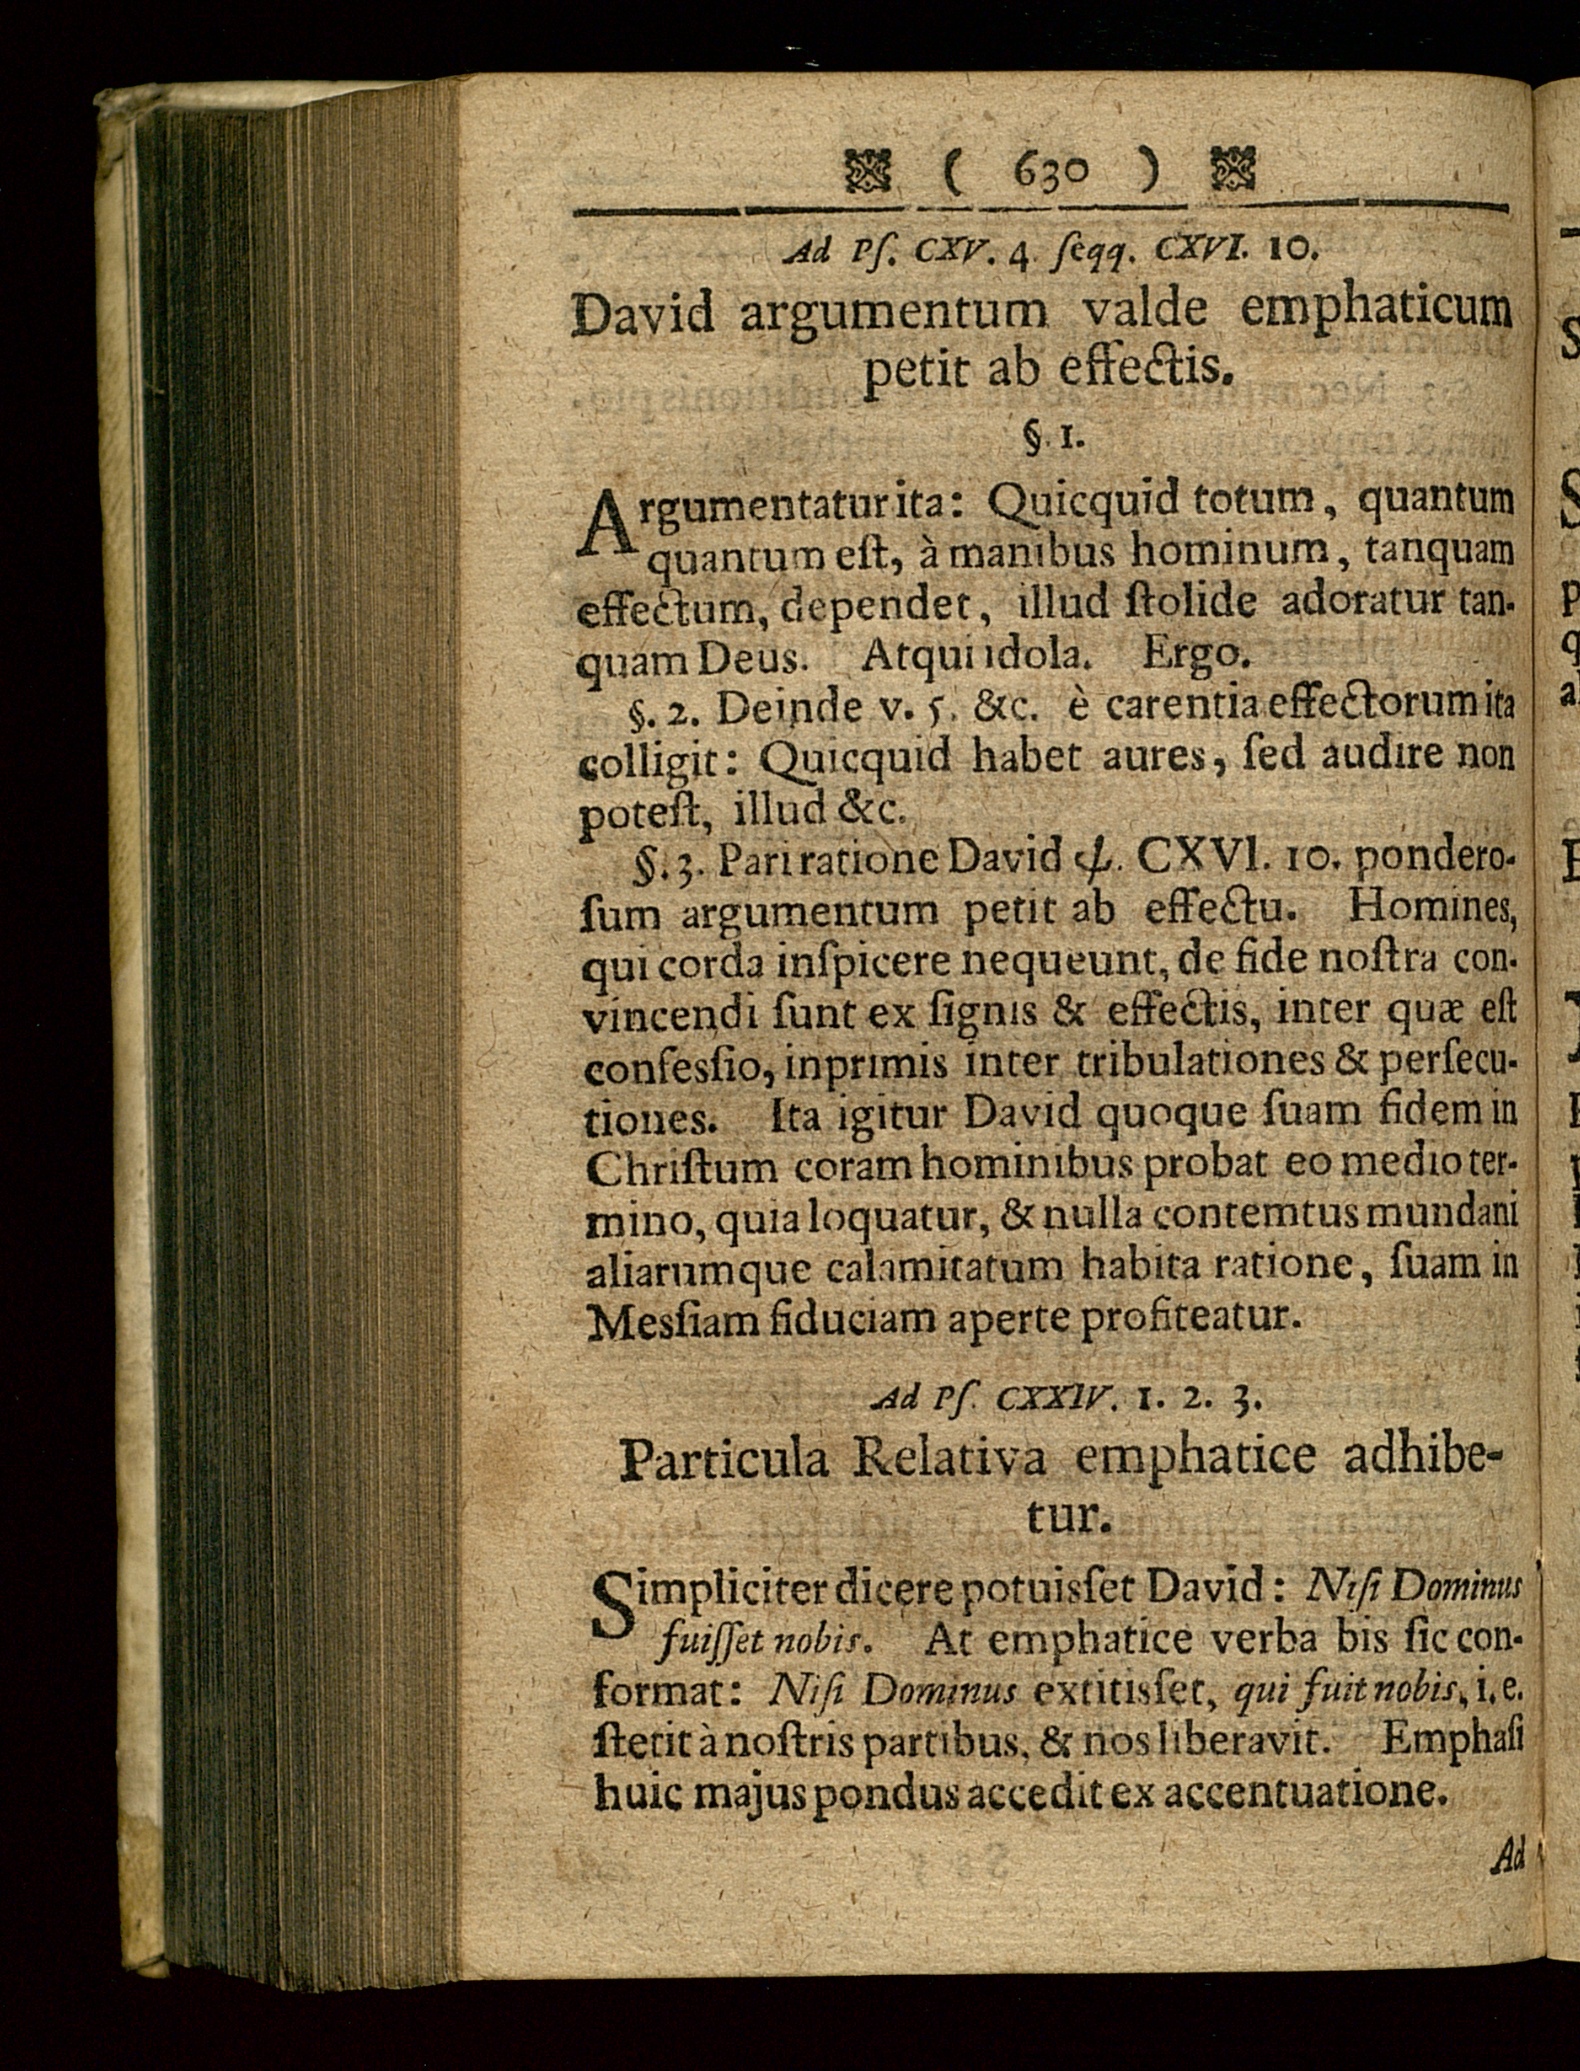 ( 630 )
Ad Pſ. CXV. 4. ſeqq. CXVI. 10.
David argumentum valde emphaticum
petit ab effectis.
§. 1.
Argumentatur ita: Quicquid totum, quantum
quantum eſt, à manibus hominum, tanquam
effectum, dependet, illud ſtolide adoratur tan-
quam Deus. Atqui idola. Ergo.
§. 2. Deinde v. 5. &c. è carentia effectorum ita
colligit: Quicquid habet aures, ſed audire non
poteſt, illud &c.
§. 3. Pari ratione David ψ. CXVI. 10. pondero-
ſum argumentum petit ab effectu. Homines,
qui corda inſpicere nequeunt, de fide noſtra con-
vincendi ſunt ex ſignis & effectis, inter quæ eſt
confesſio, inprimis inter tribulationes & perſecu-
tiones. Ita igitur David quoque ſuam fidem in
Chriſtum coram hominibus probat eo medio ter-
mino, quia loquatur, & nulla contemtus mundani
aliarumque calamitatum habita ratione, ſuam in
Mesſiam fiduciam aperte profiteatur.
Ad Pſ. CXXIV. 1. 2. 3.
Particula Relativa emphatice adhibe-
tur.
Simpliciter dicere potuisſet David: Niſi Dominus
fuiſſet nobis. At emphatice verba bis ſic con-
format: Niſi Dominus extitisſet, qui fuit nobis, i. e.
ſtetit à noſtris partibus, & nos liberavit. Emphaſi
huic majus pondus accedit ex accentuatione.
Ad